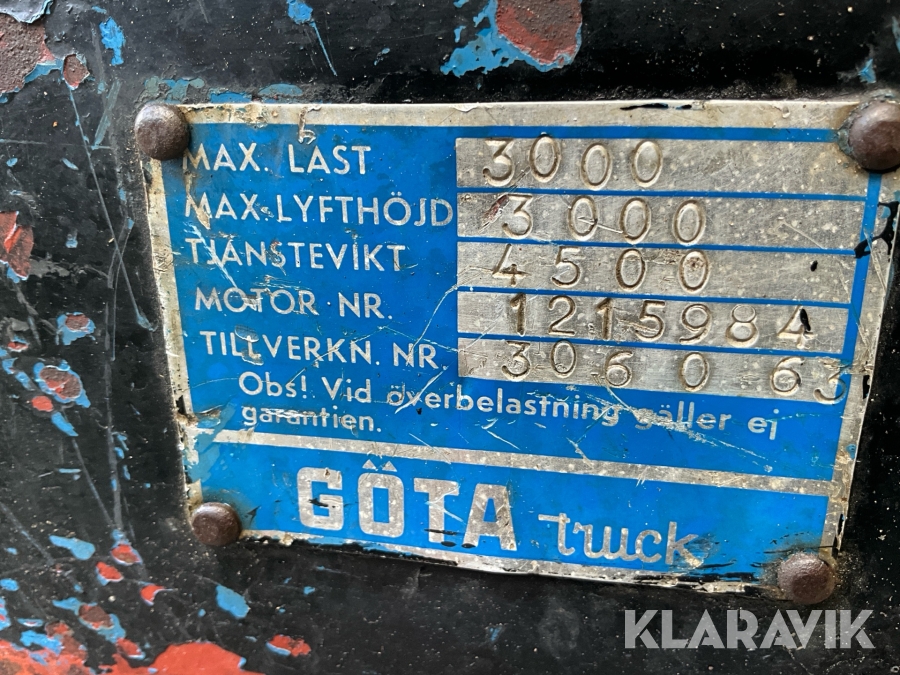 MAX. LAST 3000
MAX. LYFTHÖJD 3000
TJÄNSTEVIKT 4500
MOTOR NR. 1215984
TILLVERKN. NR. 306063
Obs! Vid överbelastning gäller ej
garantien.
GÖTA truck
KLARAVIK